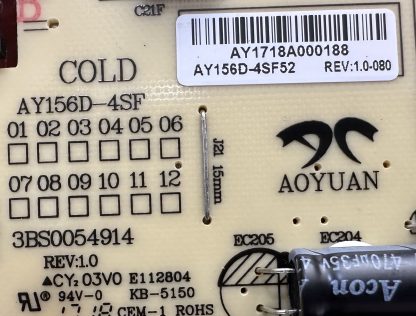 B
C21F
AY1718A000188
AY156D-4SF52 REV:1.0-080
COLD
AY156D-4SF
01 02 03 04 05 06
07 08 09 10 11 12
J21 15mm
AOYUAN
3BS0054914
EC205 EC204
REV:1.0
CY2 03V0 E112804
94V-0 KB-5150
1718 CEM-1 ROHS
470uF35V
Acon